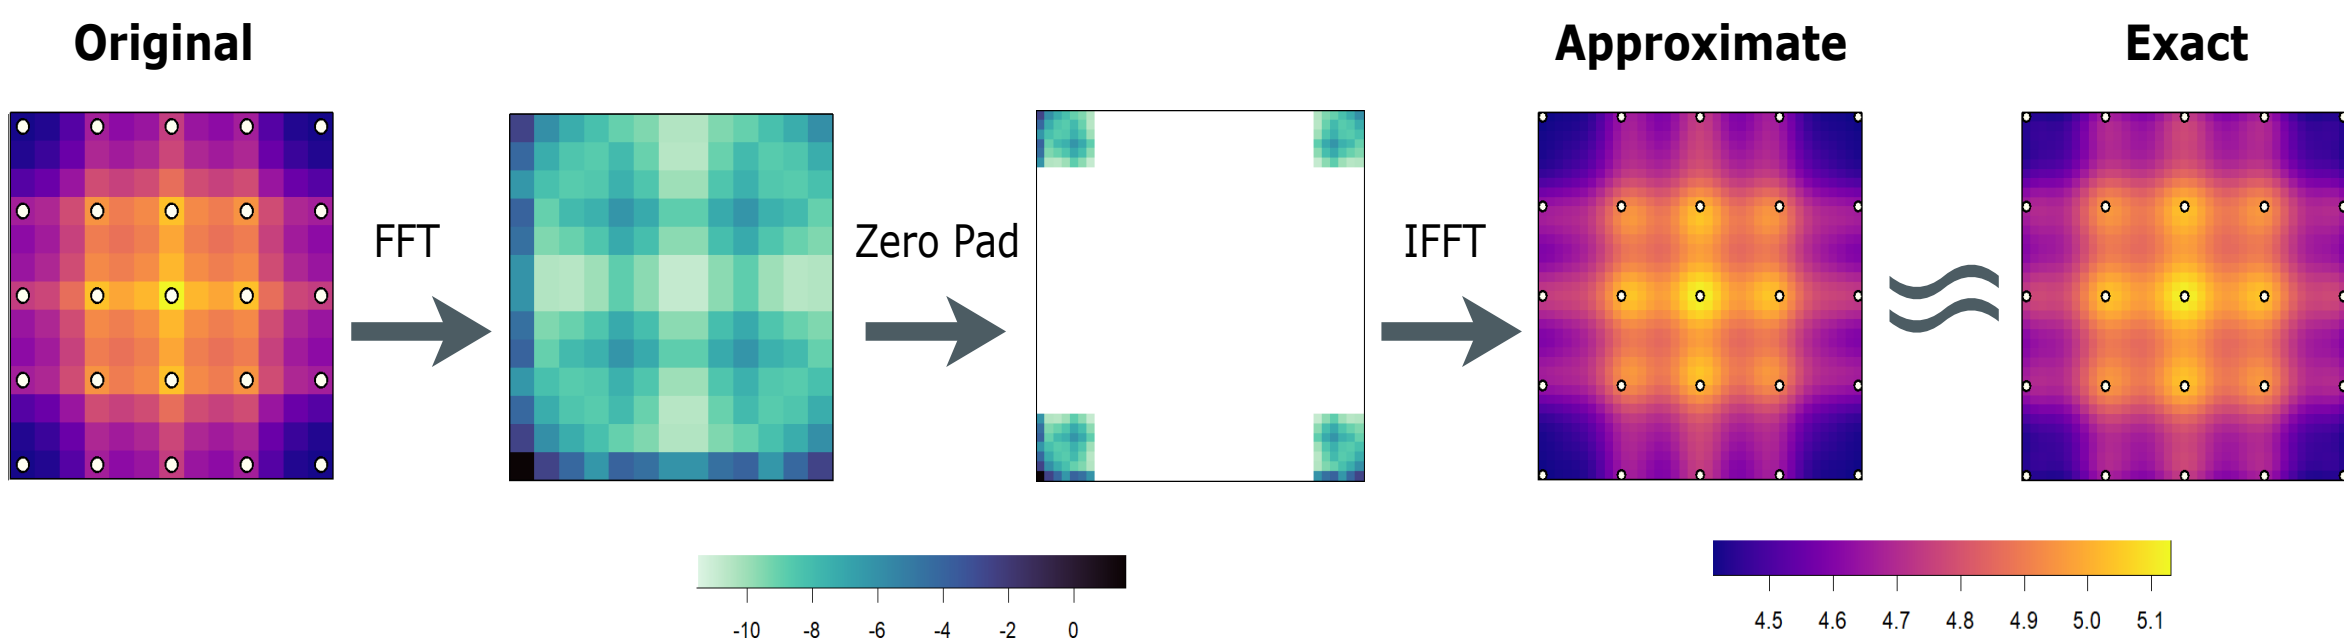 Original
Approximate
Exact
FFT
Zero Pad
IFFT
-10 -8 -6 -4 -2 0
4.5 4.6 4.7 4.8 4.9 5.0 5.1